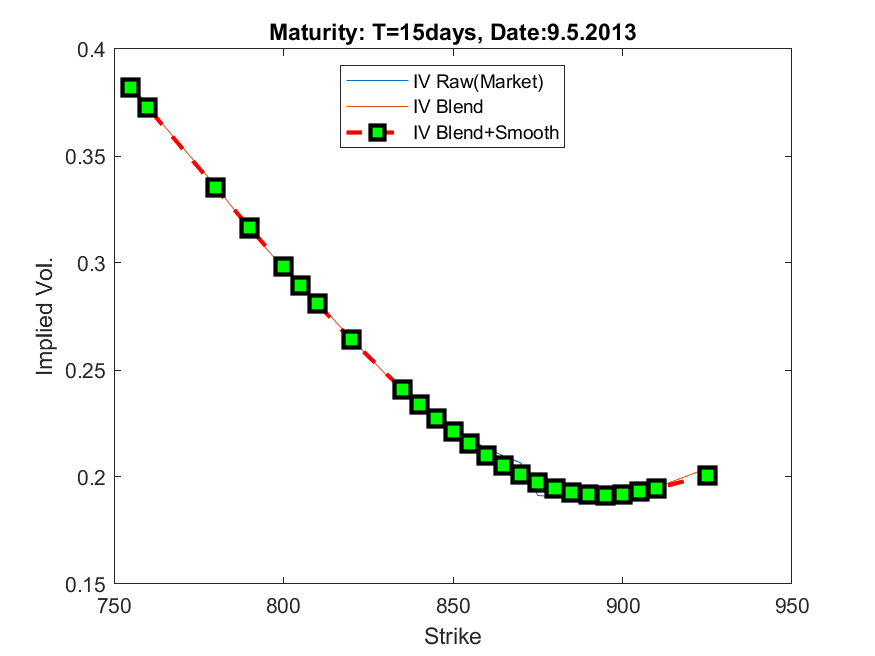 Maturity: T=15days, Date:9.5.2013
0.4
IV Raw(Market)
IV Blend
IV Blend+Smooth
0.35
0.3
Implied Vol.
0.25
0.2
0.15
750 800 850 900 950
Strike